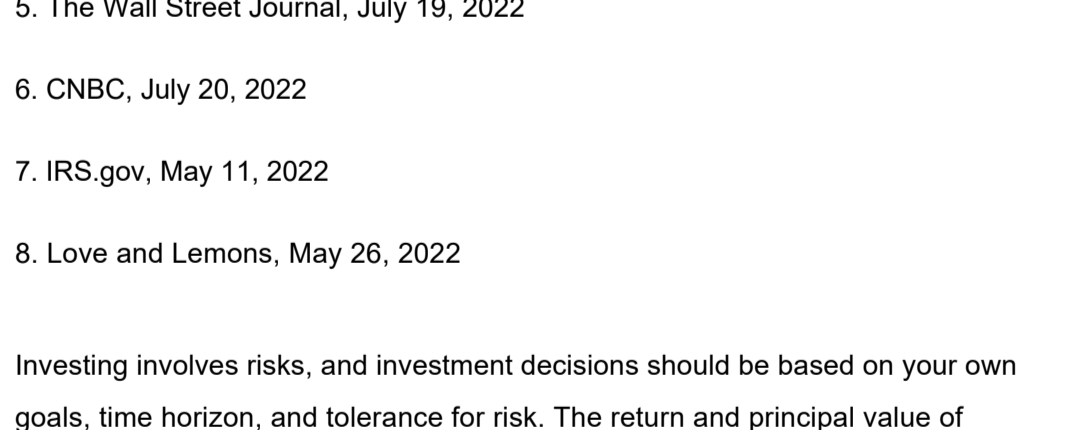 5. The Wall Street Journal, July 19, 2022
6. CNBC, July 20, 2022
7. IRS.gov, May 11, 2022
8. Love and Lemons, May 26, 2022
Investing involves risks, and investment decisions should be based on your own
goals, time horizon, and tolerance for risk. The return and principal value of